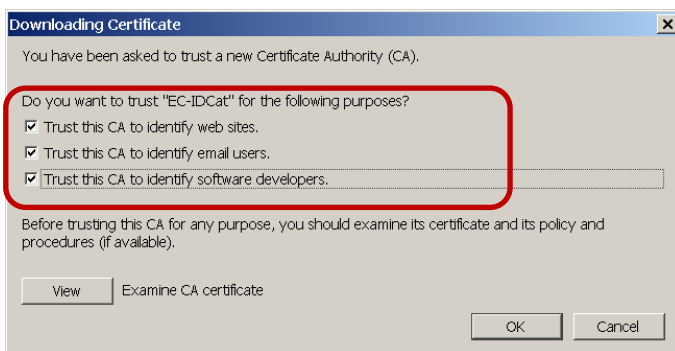 Downloading Certificate
You have been asked to trust a new Certificate Authority (CA).
Do you want to trust "EC-IDCat" for the following purposes?
Trust this CA to identify web sites.
Trust this CA to identify email users.
Trust this CA to identify software developers.
Before trusting this CA for any purpose, you should examine its certificate and its policy and
procedures (if available).
View Examine CA certificate
OK Cancel